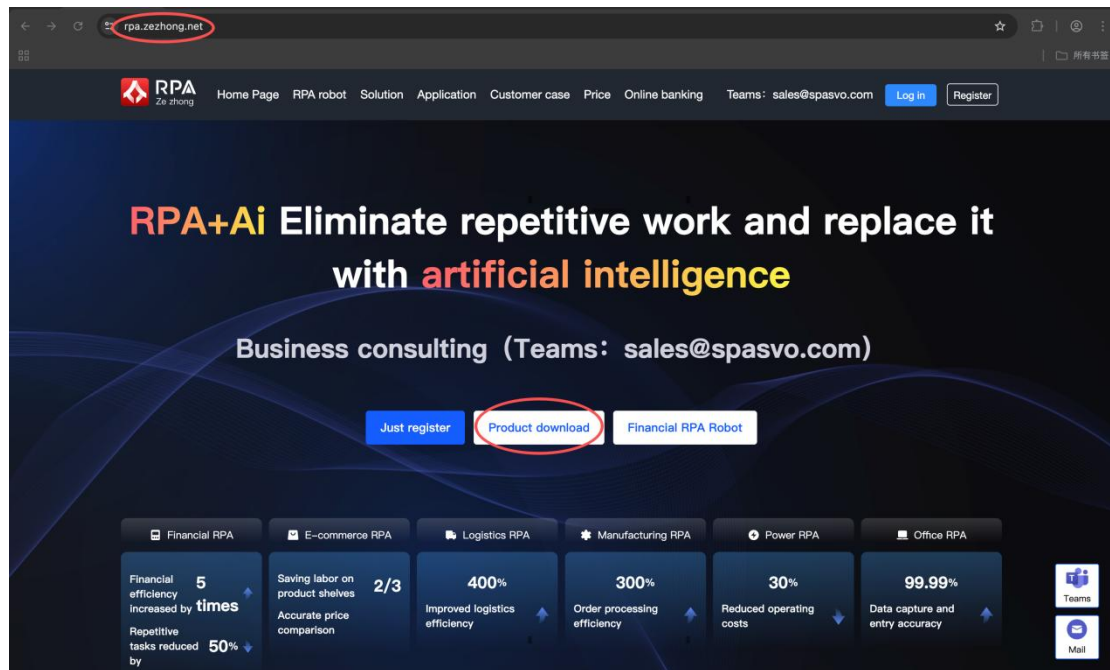 rpa.zezhong.net
所有书签
RPA
Ze zhong
Home Page RPA robot Solution Application Customer case Price Online banking Teams：sales@spasvo.com Log in Register
RPA+Ai Eliminate repetitive work and replace it
with artificial intelligence
Business consulting（Teams：sales@spasvo.com）
Just register Product download Financial RPA Robot
Financial RPA E-commerce RPA Logistics RPA Manufacturing RPA Power RPA Office RPA
Financial
efficiency
increased by
5
times
Repetitive
tasks reduced
by
50%
Saving labor on
product shelves
2/3
Accurate price
comparison
400%
Improved logistics
efficiency
300%
Order processing
efficiency
30%
Reduced operating
costs
99.99%
Data capture and
entry accuracy
Teams
Mail